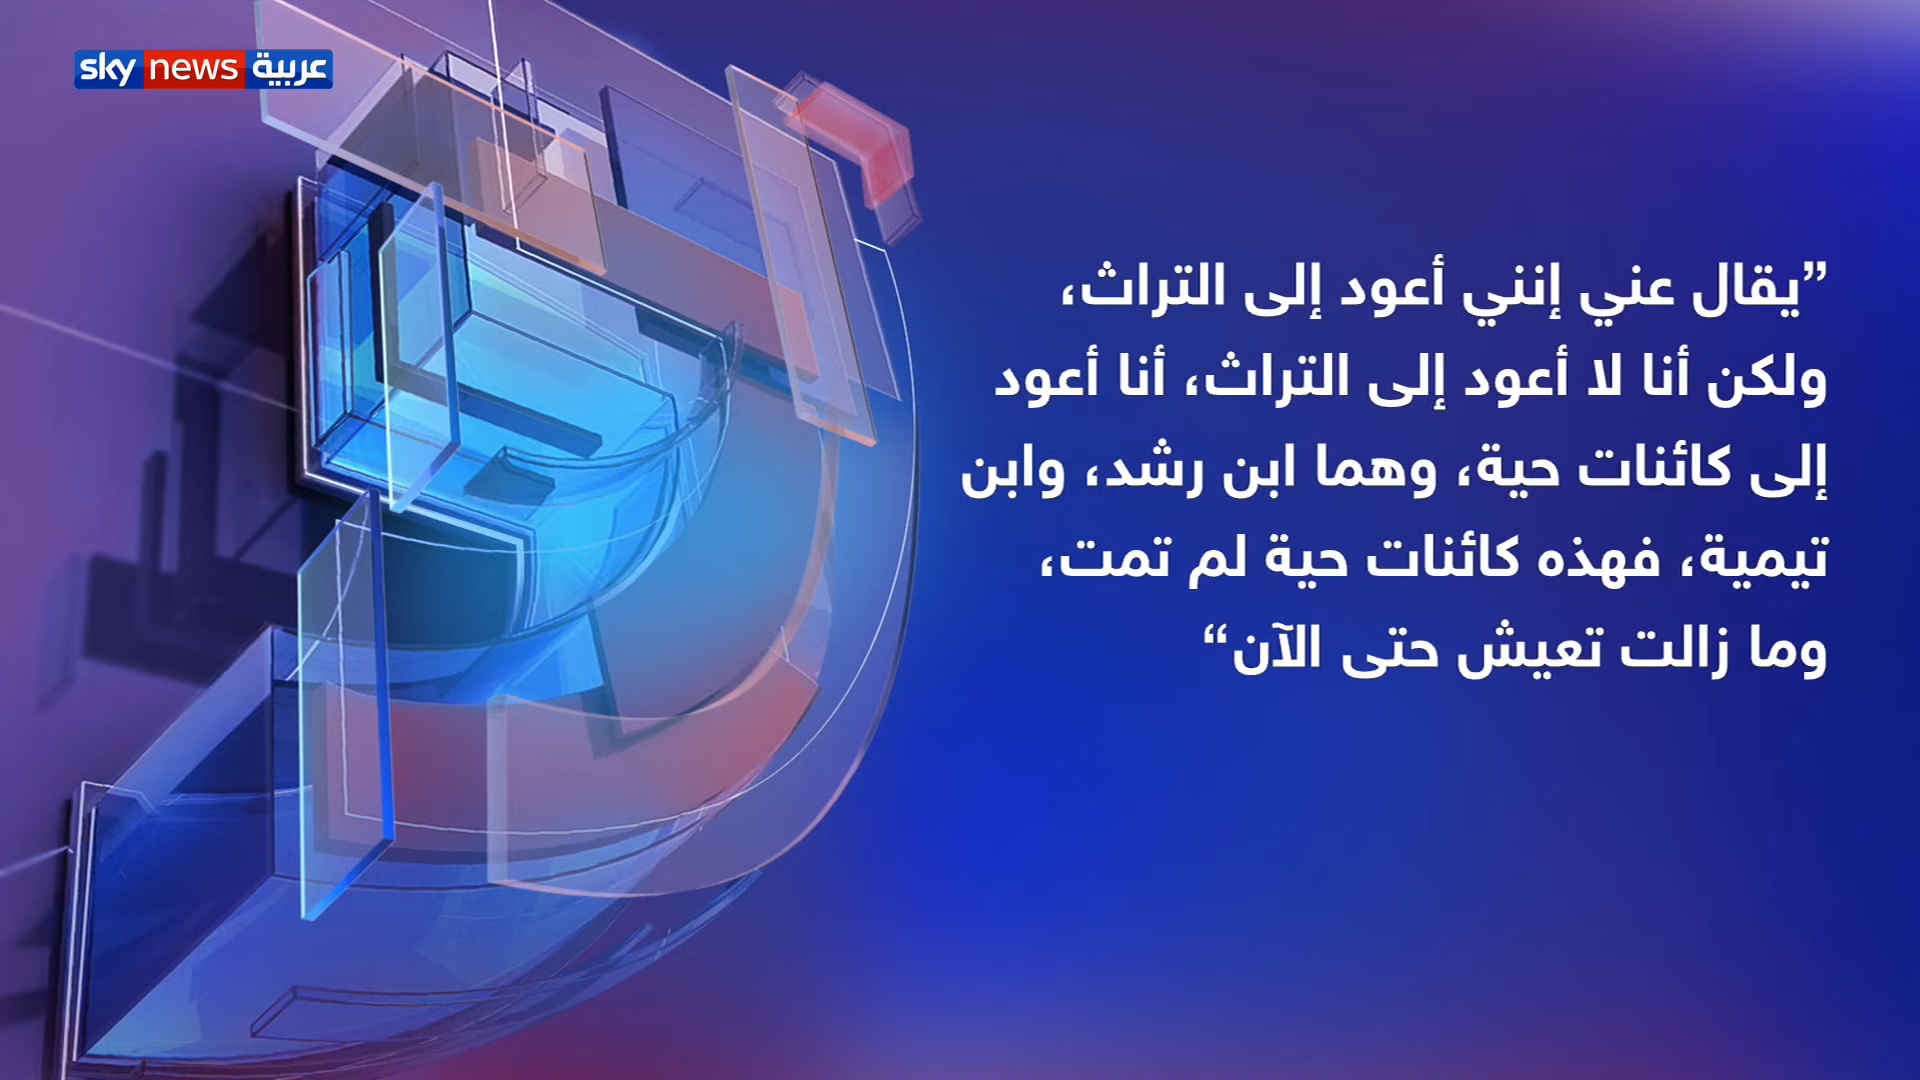 sky news عربية
”يقال عني إنني أعود إلى التراث،
ولكن أنا لا أعود إلى التراث، أنا أعود
إلى كائنات حية، وهما ابن رشد، وابن
تيمية، فهذه كائنات حية لم تمت،
وما زالت تعيش حتى الآن“